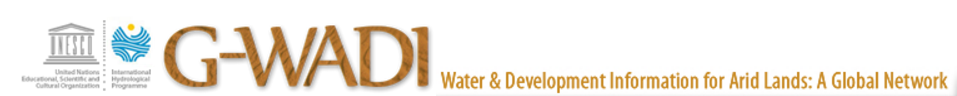 UNESCO
United Nations
Educational, Scientific and
Cultural Organization
International
Hydrological
Programme
G-WADI
Water & Development Information for Arid Lands: A Global Network